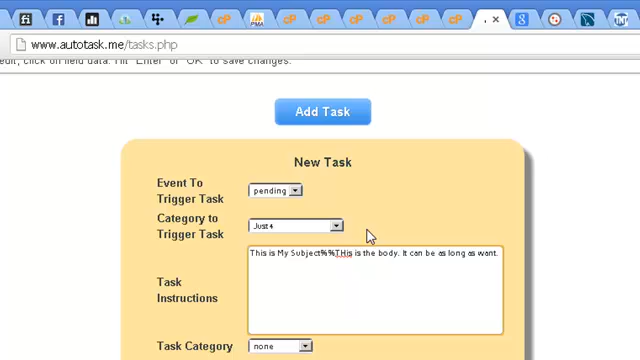 www.autotask.me/tasks.php
edit, click on field data. Hit "Enter" or "OK" to save changes.
Add Task
New Task
Event To
Trigger Task
pending
Category to
Trigger Task
Just4
This is My Subject%%THis is the body. It can be as long as want.
Task
Instructions
Task Category
none